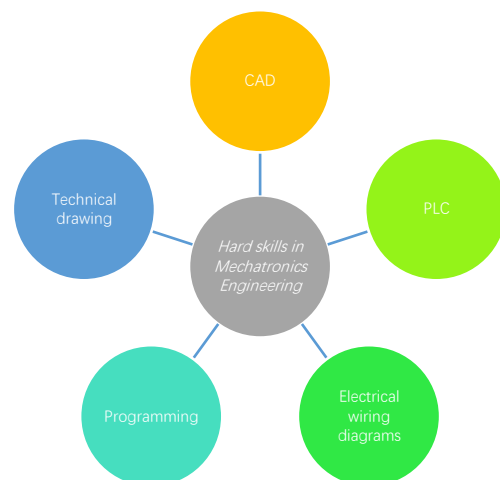 CAD
Technical
drawing
PLC
Hard skills in
Mechatronics
Engineering
Programming
Electrical
wiring
diagrams